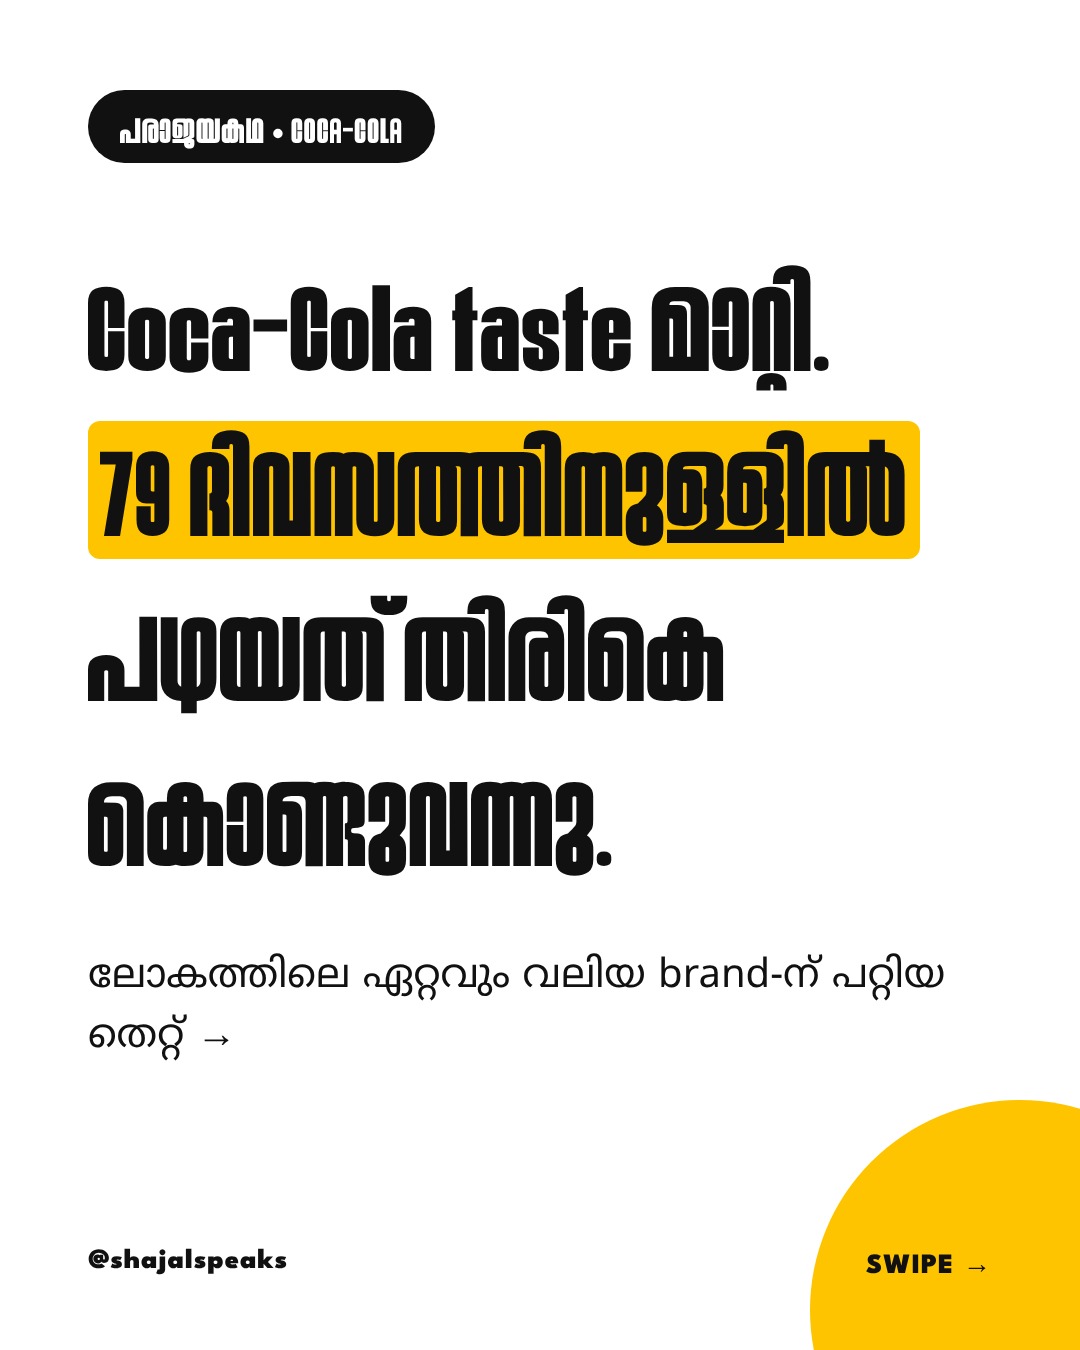 പരാജയകഥ • COCA-COLA
Coca-Cola taste മാറ്റി.
79 ദിവസത്തിനുള്ളിൽ
പഴയത് തിരികെ
കൊണ്ടുവന്നു.
ലോകത്തിലെ ഏറ്റവും വലിയ brand-ന് പറ്റിയ
തെറ്റ് →
@shajalspeaks
SWIPE →